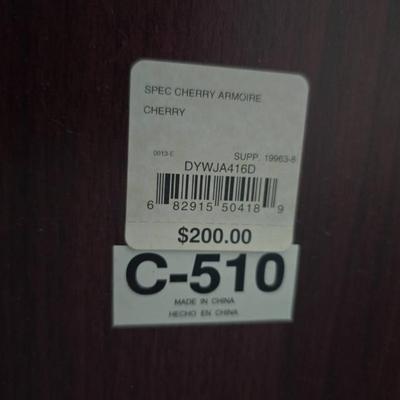 SPEC CHERRY ARMOIRE
CHERRY
0013-E SUPP. 19963-8
DYWJA416D
6 82915 50418 9
$200.00
C-510
MADE IN CHINA
HECHO EN CHINA